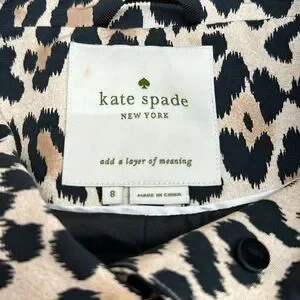 kate spade
NEW YORK
add a layer of meaning
8
MADE IN CHINA